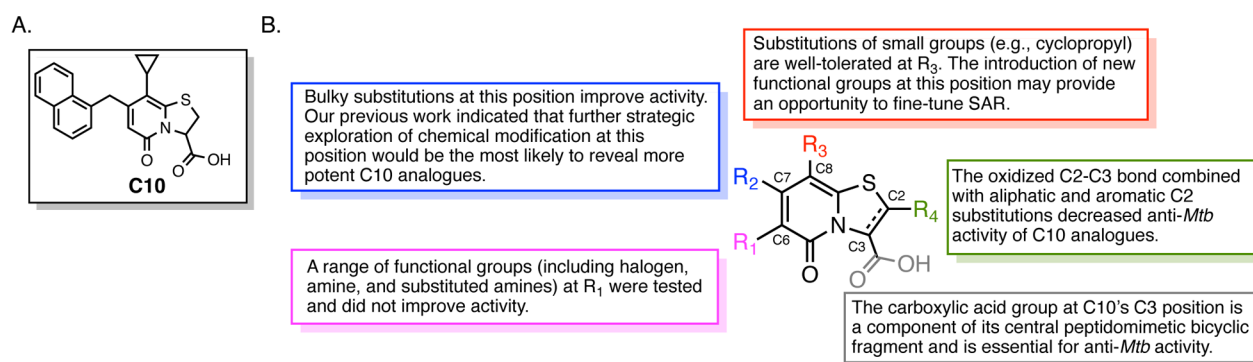 A.
S
N
O
O
OH
C10
B.
Bulky substitutions at this position improve activity.
Our previous work indicated that further strategic
exploration of chemical modification at this
position would be the most likely to reveal more
potent C10 analogues.
A range of functional groups (including halogen,
amine, and substituted amines) at R₁ were tested
and did not improve activity.
Substitutions of small groups (e.g., cyclopropyl)
are well-tolerated at R₃. The introduction of new
functional groups at this position may provide
an opportunity to fine-tune SAR.
R₃
C7
C8
R₂
S
C2
R₄
N
R₁
C6
C3
O
O
OH
The oxidized C2-C3 bond combined
with aliphatic and aromatic C2
substitutions decreased anti-Mtb
activity of C10 analogues.
The carboxylic acid group at C10's C3 position is
a component of its central peptidomimetic bicyclic
fragment and is essential for anti-Mtb activity.